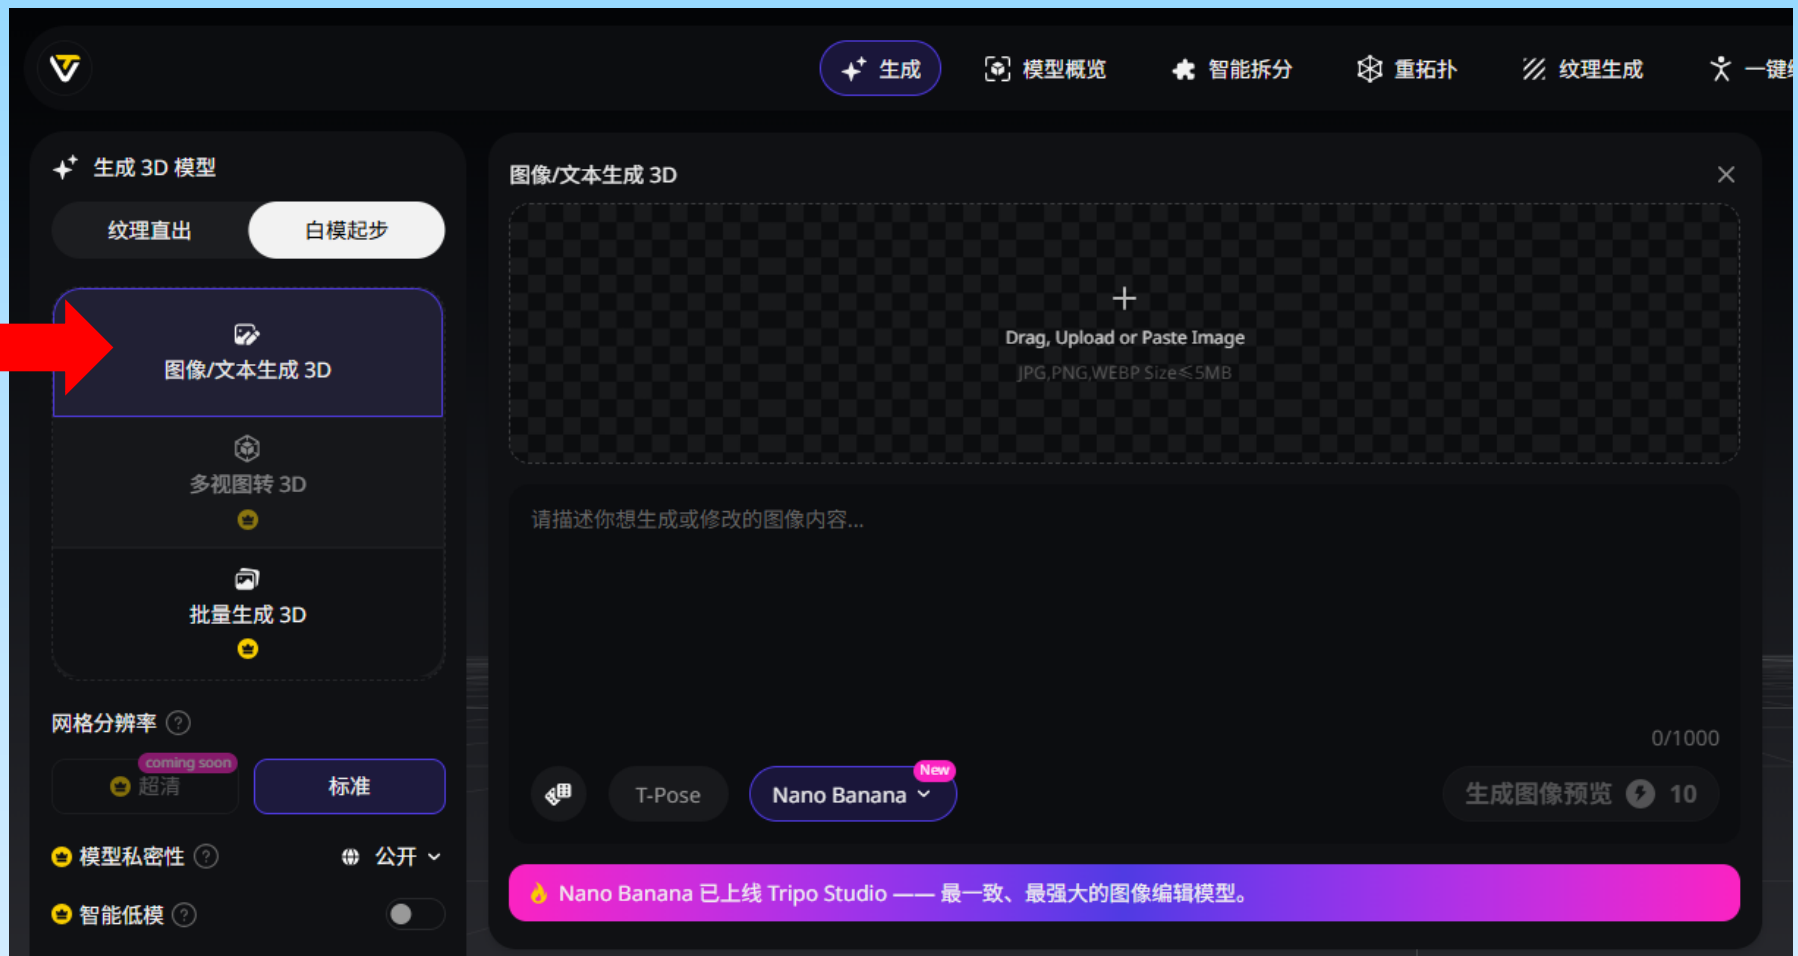 生成
模型概览
智能拆分
重拓扑
纹理生成
一键
生成 3D 模型
纹理直出
白模起步
图像/文本生成 3D
多视图转 3D
批量生成 3D
网格分辨率
coming soon
超清
标准
模型私密性
公开
智能低模
图像/文本生成 3D
Drag, Upload or Paste Image
JPG,PNG,WEBP Size≤5MB
请描述你想生成或修改的图像内容...
0/1000
T-Pose
Nano Banana
New
生成图像预览 10
Nano Banana 已上线 Tripo Studio —— 最一致、最强大的图像编辑模型。